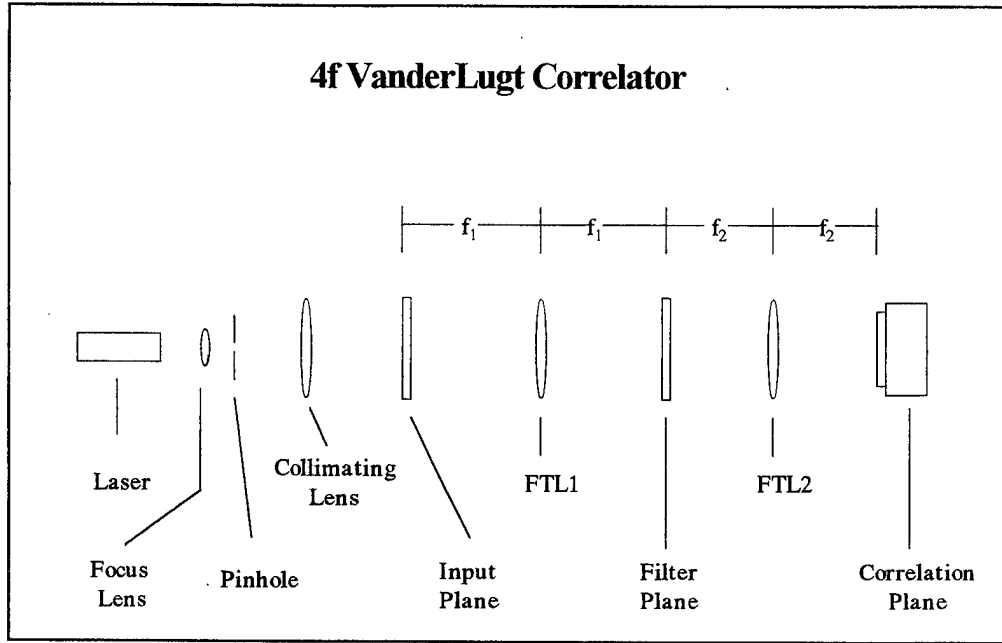 4f VanderLugt Correlator
f₁ f₁ f₂ f₂
Laser
Collimating
Lens
FTL1
FTL2
Focus
Lens
Pinhole
Input
Plane
Filter
Plane
Correlation
Plane